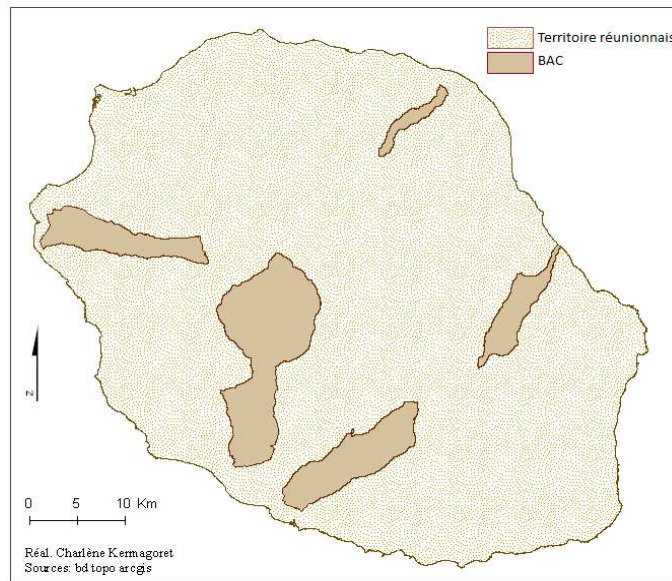 Territoire réunionnais
BAC
N
0 5 10 Km
Réal. Charlène Kermagoret
Sources: bd topo arcgis